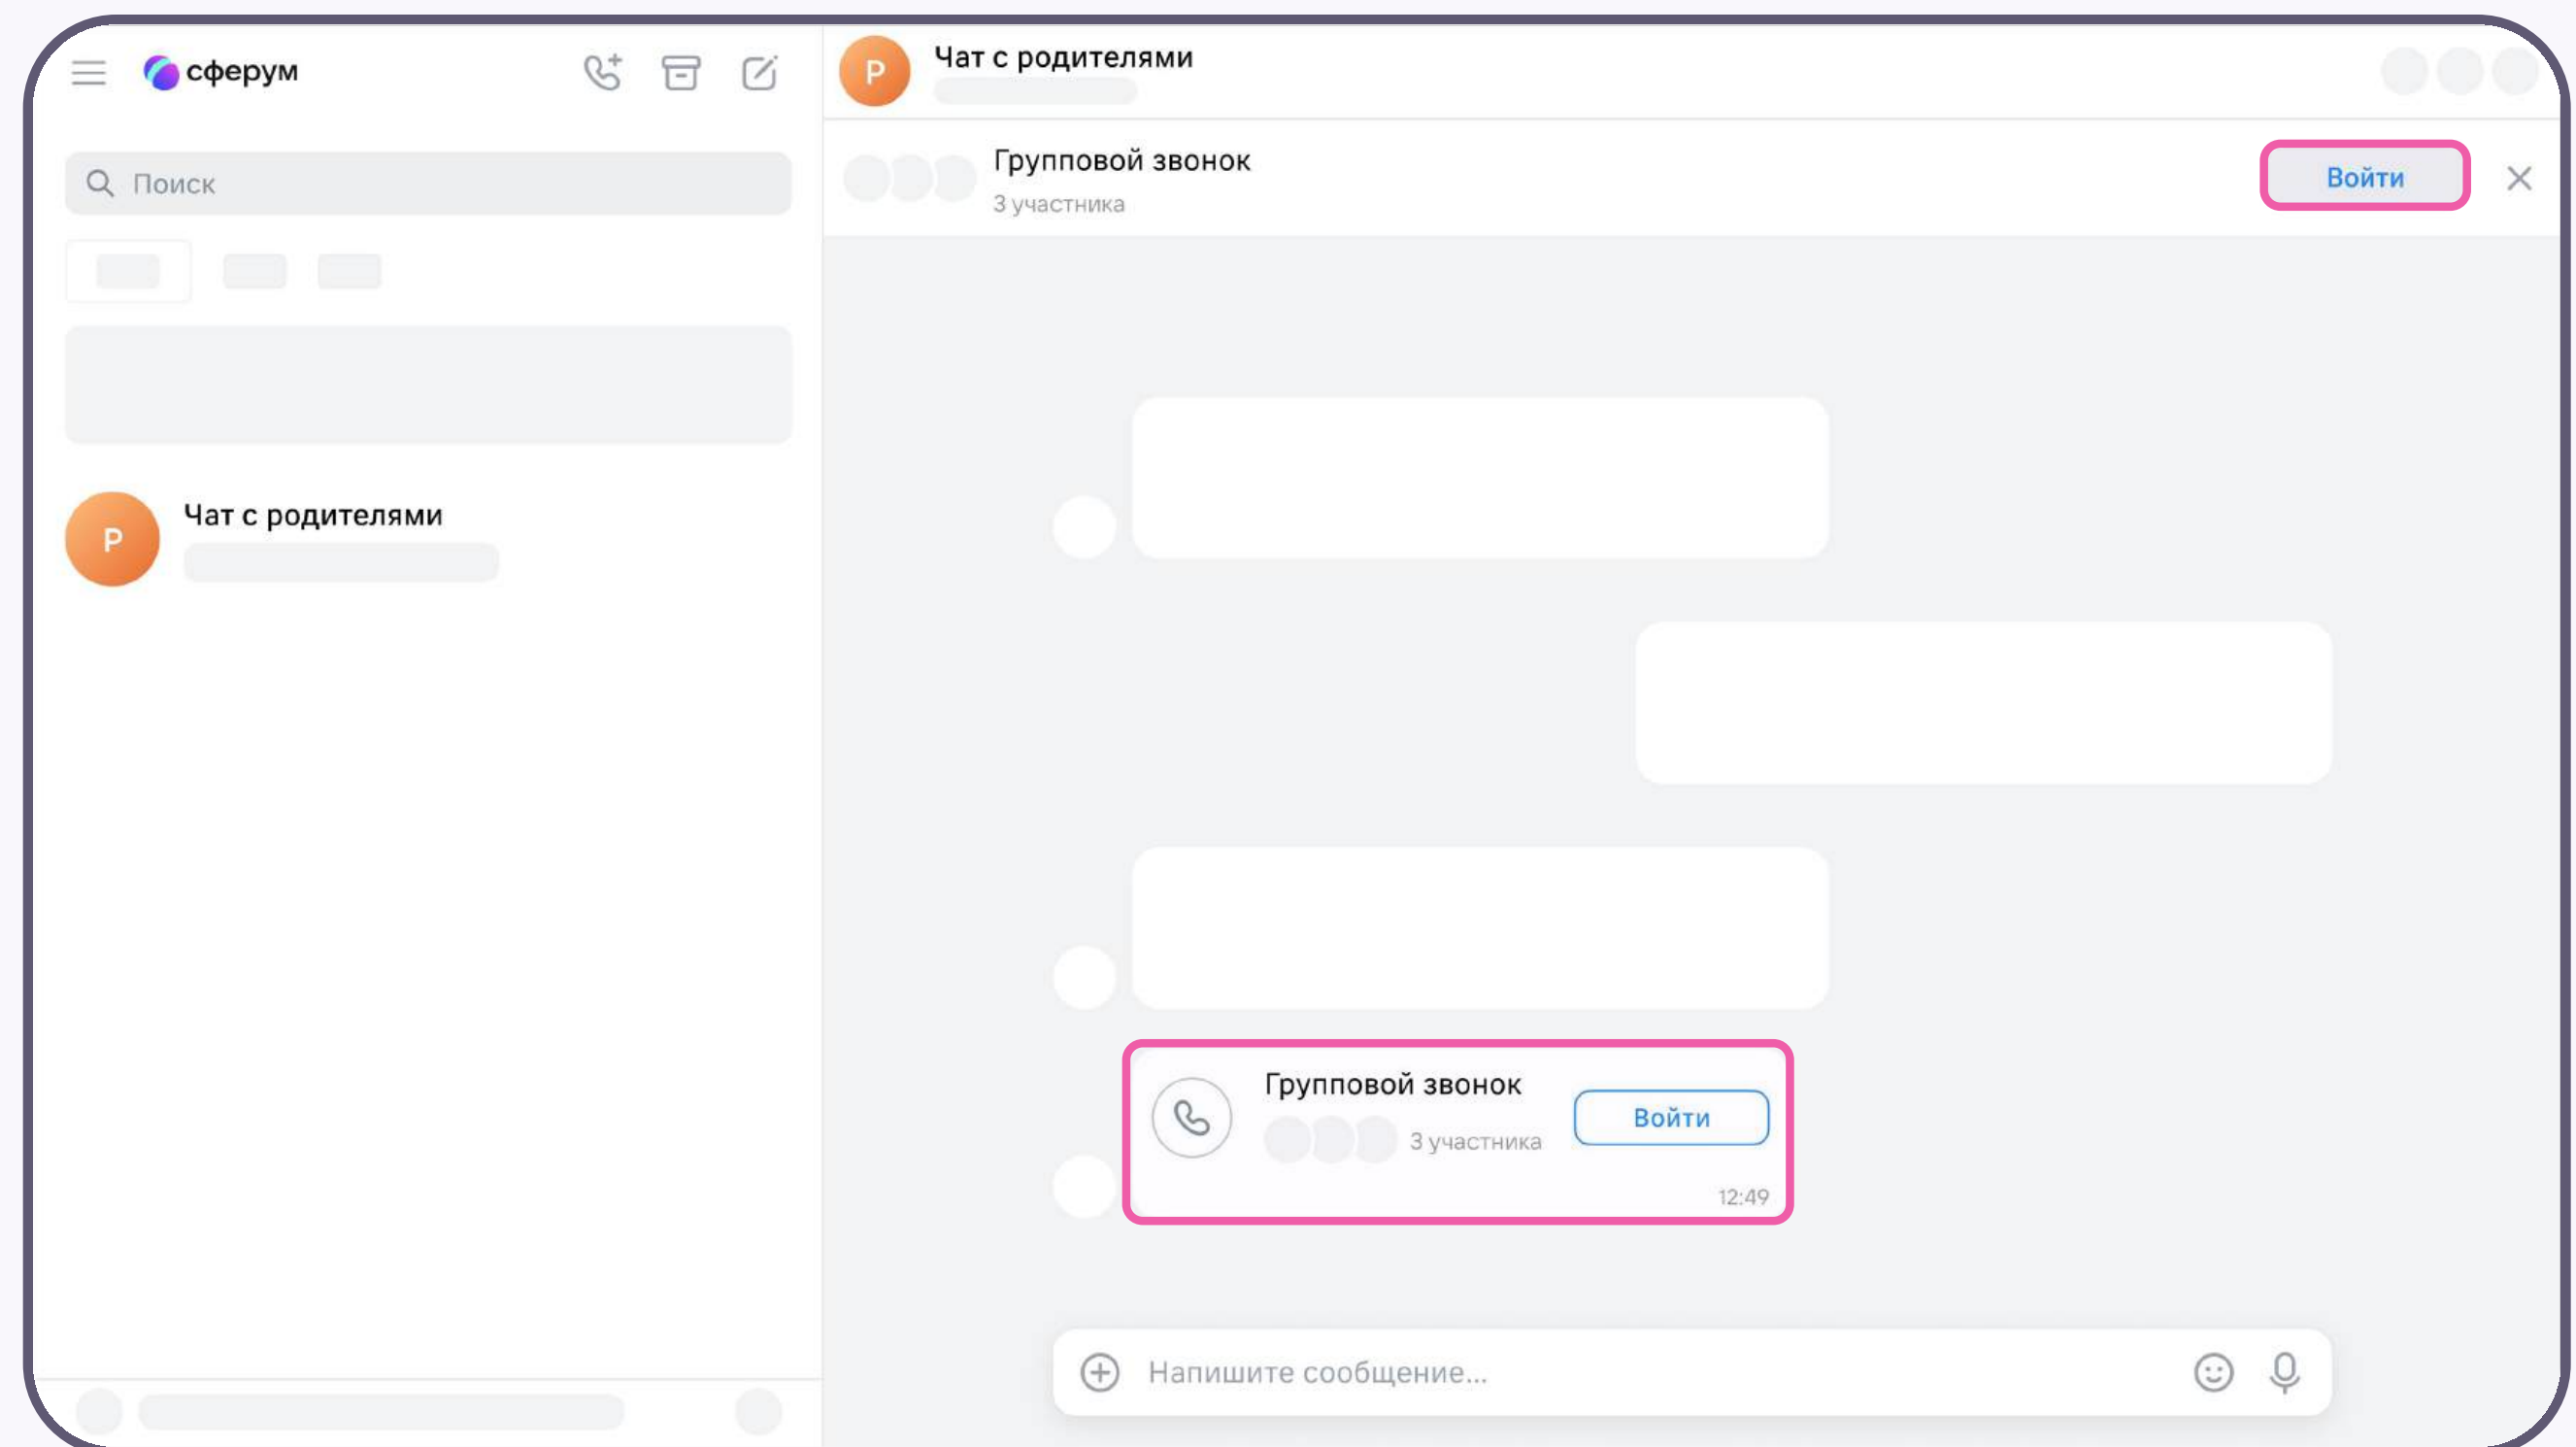 сферум
Поиск
Р
Чат с родителями
Р
Чат с родителями
Групповой звонок
3 участника
Войти
Групповой звонок
3 участника
Войти
12:49
Напишите сообщение...